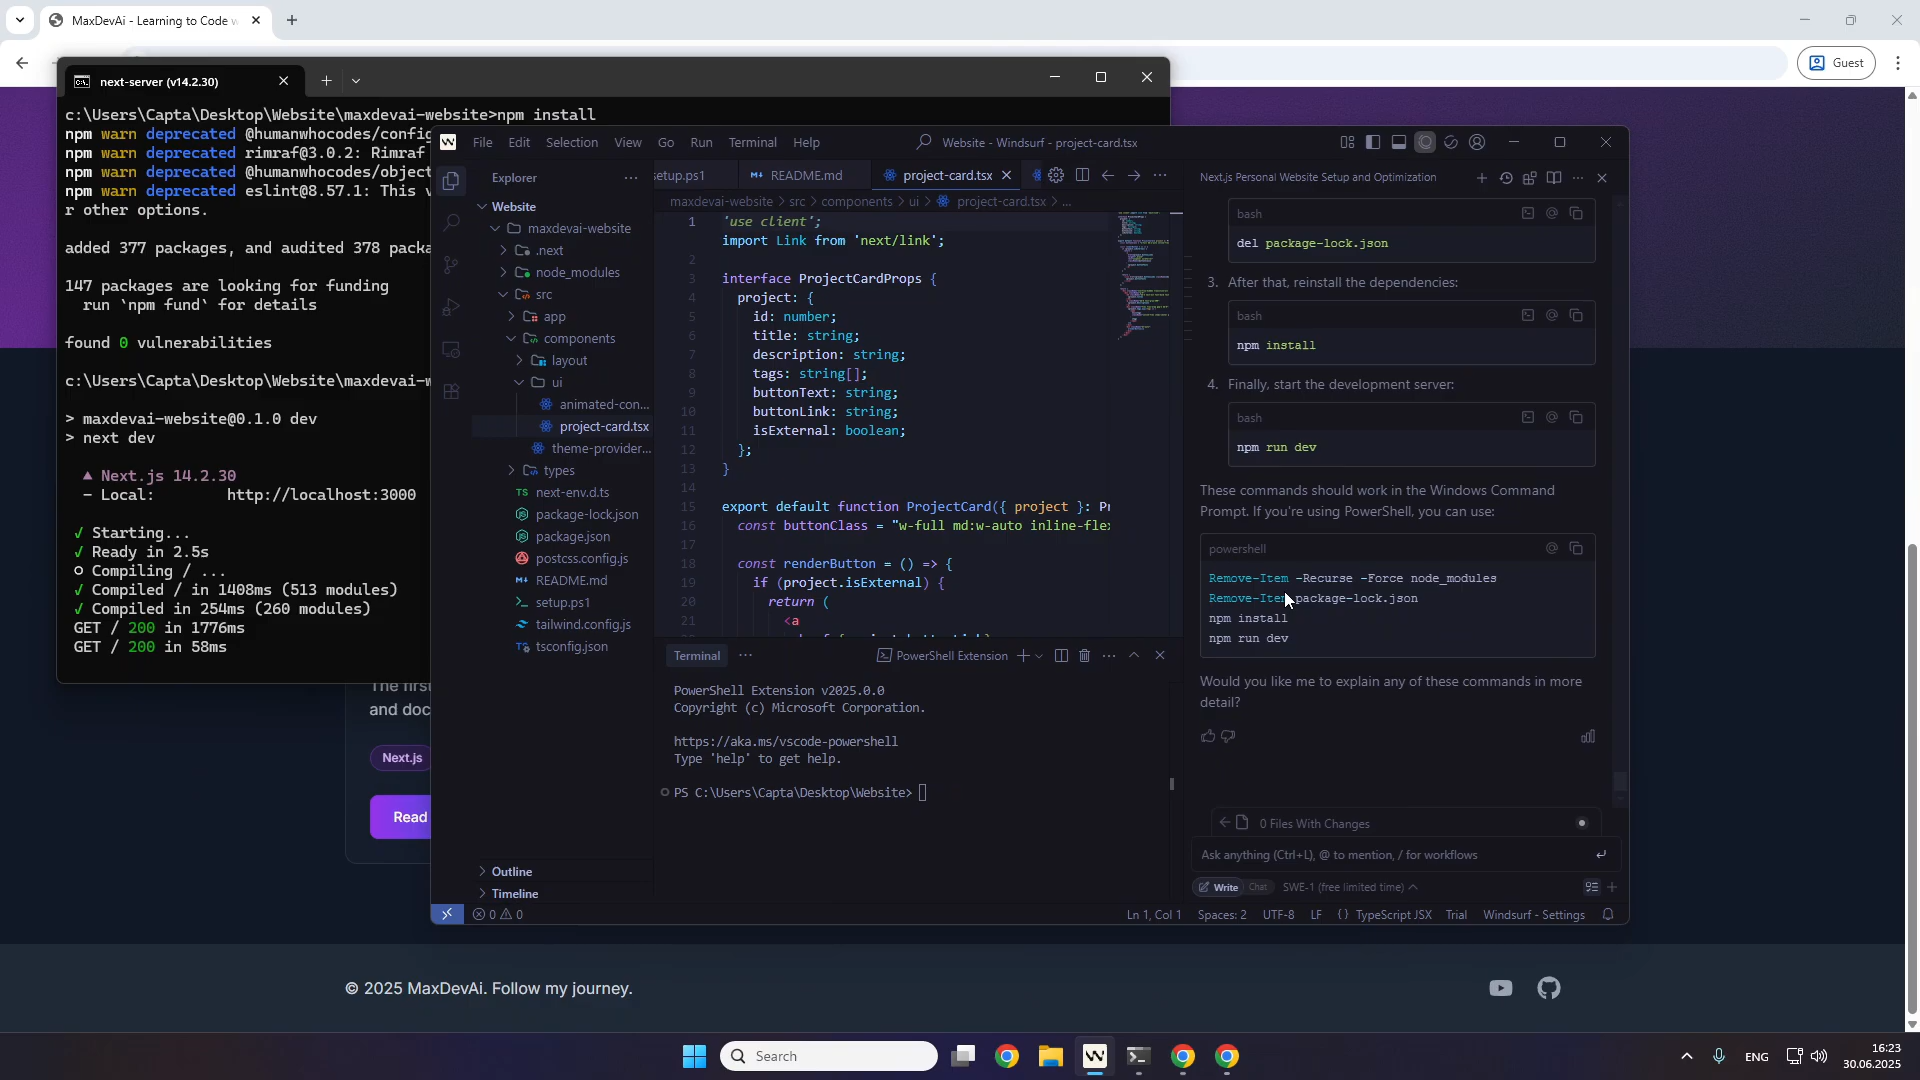 MaxDevAi - Learning to Code w
Guest
next-server (v14.2.30)
c:\Users\Capta\Desktop\Website\maxdevai-website>npm install
npm warn deprecated @humanwhocodes/config
npm warn deprecated rimraf@3.0.2: Rimraf
npm warn deprecated @humanwhocodes/object
npm warn deprecated eslint@8.57.1: This v
r other options.
added 377 packages, and audited 378 packa
147 packages are looking for funding
run `npm fund` for details
found 0 vulnerabilities
c:\Users\Capta\Desktop\Website\maxdevai-w
> maxdevai-website@0.1.0 dev
> next dev
▲ Next.js 14.2.30
- Local: http://localhost:3000
✓ Starting...
✓ Ready in 2.5s
○ Compiling / ...
✓ Compiled / in 1408ms (513 modules)
✓ Compiled in 254ms (260 modules)
GET / 200 in 1776ms
GET / 200 in 58ms
The first
and doc
Next.js
Read
File Edit Selection View Go Run Terminal Help
Website - Windsurf - project-card.tsx
Explorer
Website
maxdevai-website
.next
node_modules
src
app
components
layout
ui
animated-con...
project-card.tsx
theme-provider...
types
TS next-env.d.ts
package-lock.json
package.json
postcss.config.js
README.md
setup.ps1
tailwind.config.js
tsconfig.json
Outline
Timeline
setup.ps1 README.md project-card.tsx
maxdevai-website > src > components > ui > project-card.tsx > ...
1 'use client';
import Link from 'next/link';
2
3 interface ProjectCardProps {
4 project: {
5 id: number;
6 title: string;
7 description: string;
8 tags: string[];
9 buttonText: string;
10 buttonLink: string;
11 isExternal: boolean;
12 };
13 }
14
15 export default function ProjectCard({ project }: Pr
16 const buttonClass = "w-full md:w-auto inline-flex
17
18 const renderButton = () => {
19 if (project.isExternal) {
20 return (
21 <a
Terminal
PowerShell Extension
PowerShell Extension v2025.0.0
Copyright (c) Microsoft Corporation.
https://aka.ms/vscode-powershell
Type 'help' to get help.
PS C:\Users\Capta\Desktop\Website>
Next.js Personal Website Setup and Optimization
bash
del package-lock.json
3. After that, reinstall the dependencies:
bash
npm install
4. Finally, start the development server:
bash
npm run dev
These commands should work in the Windows Command
Prompt. If you're using PowerShell, you can use:
powershell
Remove-Item -Recurse -Force node_modules
Remove-Item package-lock.json
npm install
npm run dev
Would you like me to explain any of these commands in more
detail?
0 Files With Changes
Ask anything (Ctrl+L), @ to mention, / for workflows
Write Chat SWE-1 (free limited time)
0 0
Ln 1, Col 1 Spaces: 2 UTF-8 LF {} TypeScript JSX Trial Windsurf - Settings
© 2025 MaxDevAi. Follow my journey.
Search
ENG
16:23
30.06.2025